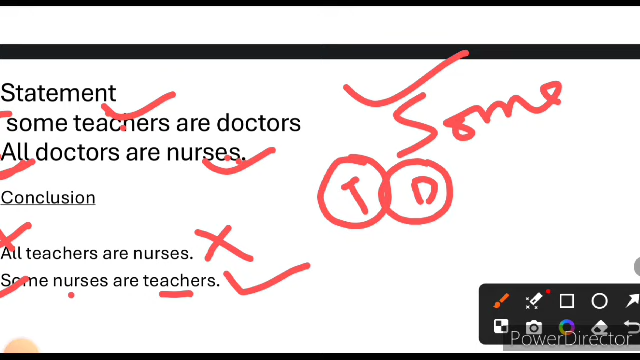 Statement
some teachers are doctors
All doctors are nurses.
Conclusion
All teachers are nurses.
Some nurses are teachers.
Some
T D
PowerDirector